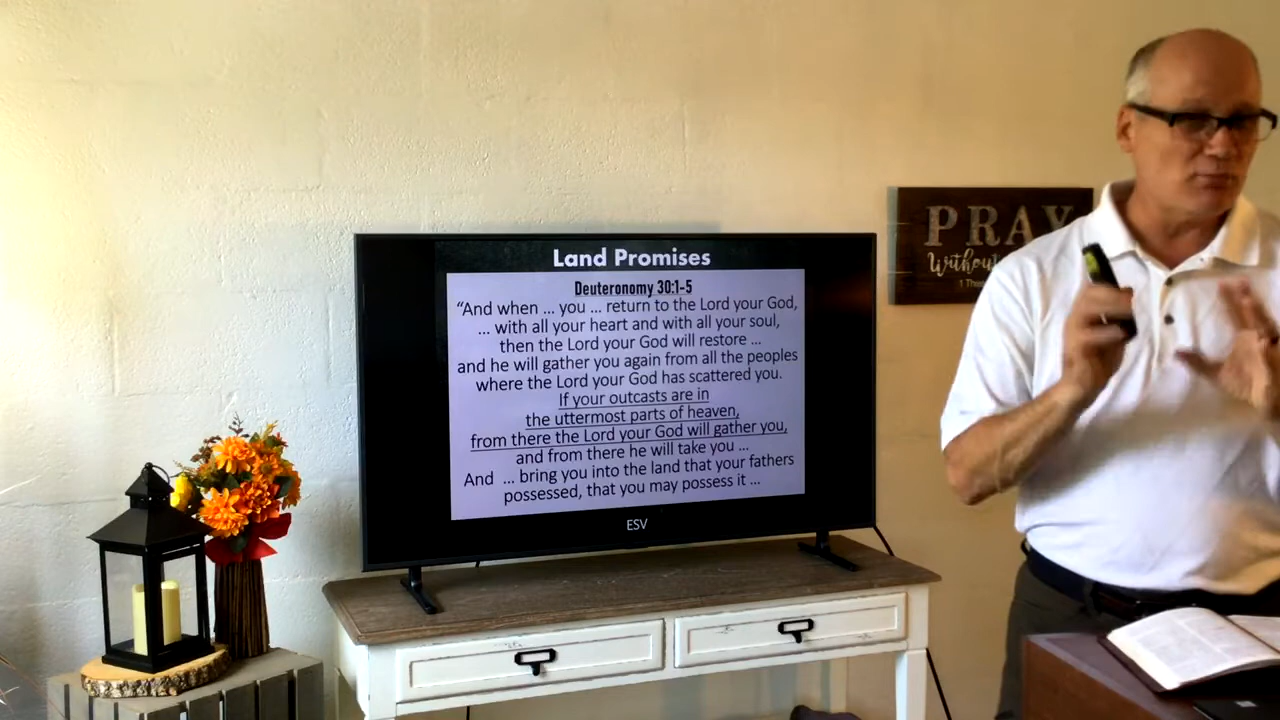 Land Promises
Deuteronomy 30:1-5
“And when ... you ... return to the Lord your God,
... with all your heart and with all your soul,
then the Lord your God will restore ...
and he will gather you again from all the peoples
where the Lord your God has scattered you.
If your outcasts are in
the uttermost parts of heaven,
from there the Lord your God will gather you,
and from there he will take you ...
And ... bring you into the land that your fathers
possessed, that you may possess it ...
ESV
PRAY
Without
1